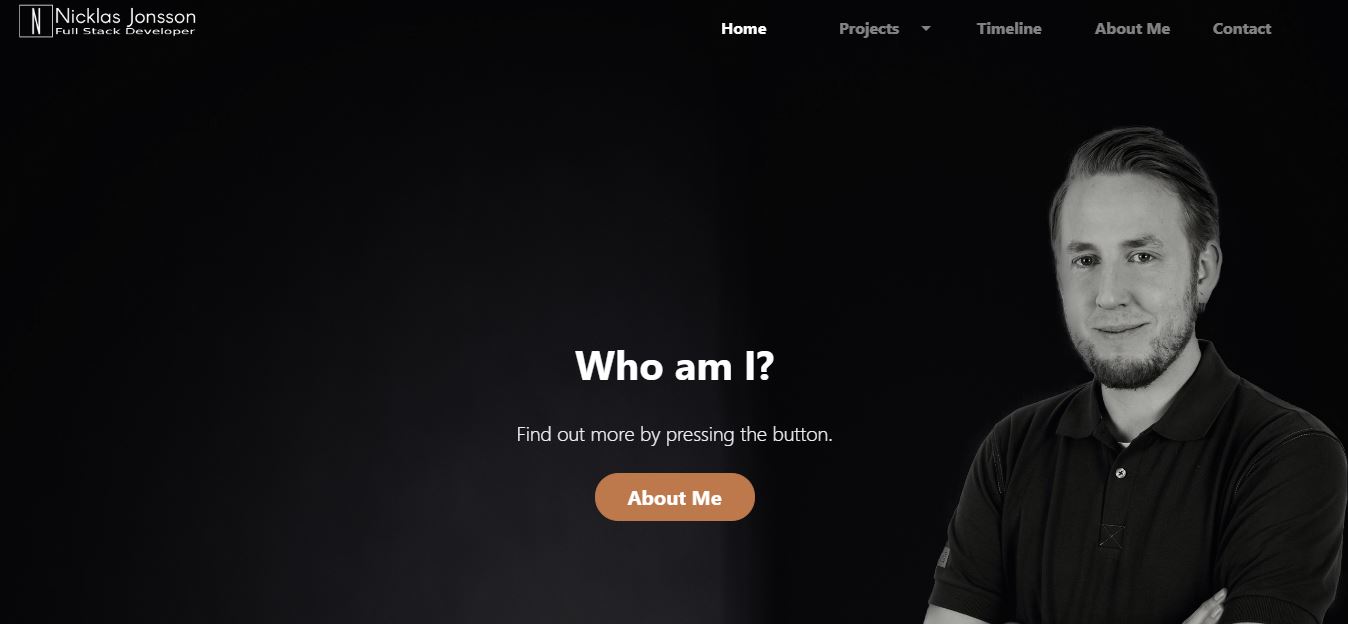 N
Nicklas Jonsson
Full Stack Developer
Home Projects Timeline About Me Contact
Who am I?
Find out more by pressing the button.
About Me